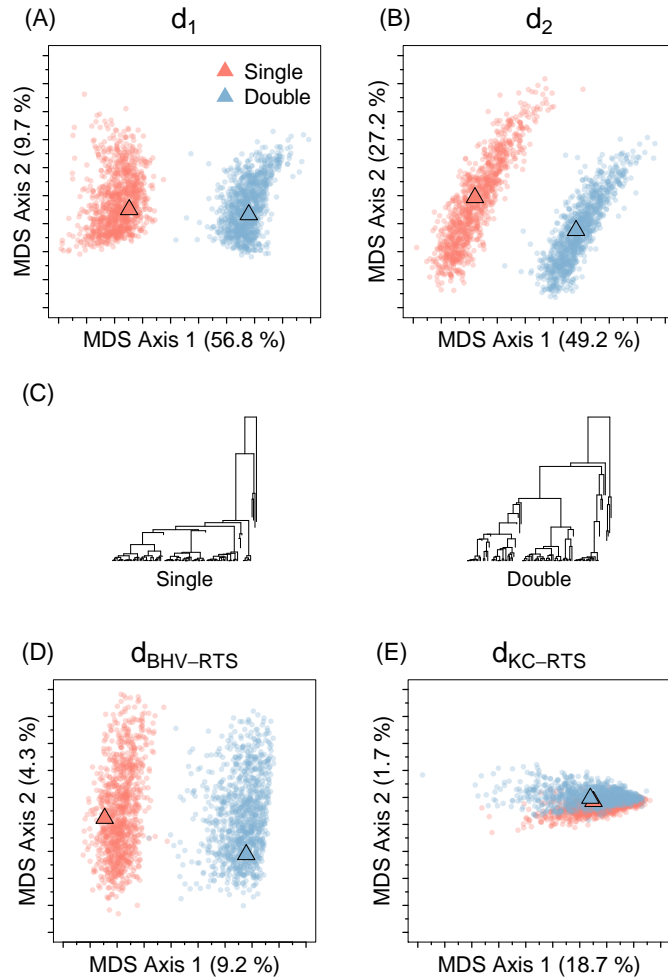 (A) d1
(B) d2
Single
Double
MDS Axis 2 (9.7 %)
MDS Axis 1 (56.8 %)
MDS Axis 2 (27.2 %)
MDS Axis 1 (49.2 %)
(C)
Single
Double
(D) dBHV–RTS
(E) dKC–RTS
MDS Axis 2 (4.3 %)
MDS Axis 1 (9.2 %)
MDS Axis 2 (1.7 %)
MDS Axis 1 (18.7 %)